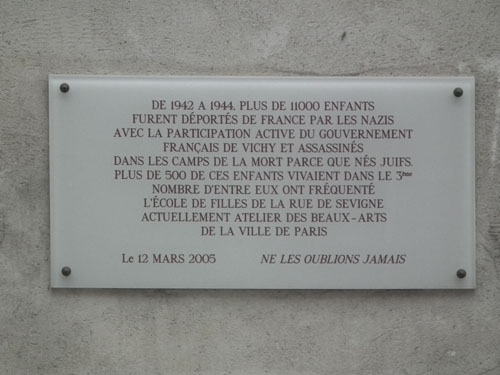 DE 1942 A 1944, PLUS DE 11000 ENFANTS
FURENT DÉPORTÉS DE FRANCE PAR LES NAZIS
AVEC LA PARTICIPATION ACTIVE DU GOUVERNEMENT
FRANÇAIS DE VICHY ET ASSASSINÉS
DANS LES CAMPS DE LA MORT PARCE QUE NÉS JUIFS.
PLUS DE 500 DE CES ENFANTS VIVAIENT DANS LE 3ème
NOMBRE D'ENTRE EUX ONT FRÉQUENTÉ
L'ÉCOLE DE FILLES DE LA RUE DE SEVIGNE
ACTUELLEMENT ATELIER DES BEAUX-ARTS
DE LA VILLE DE PARIS
Le 12 MARS 2005 NE LES OUBLIONS JAMAIS